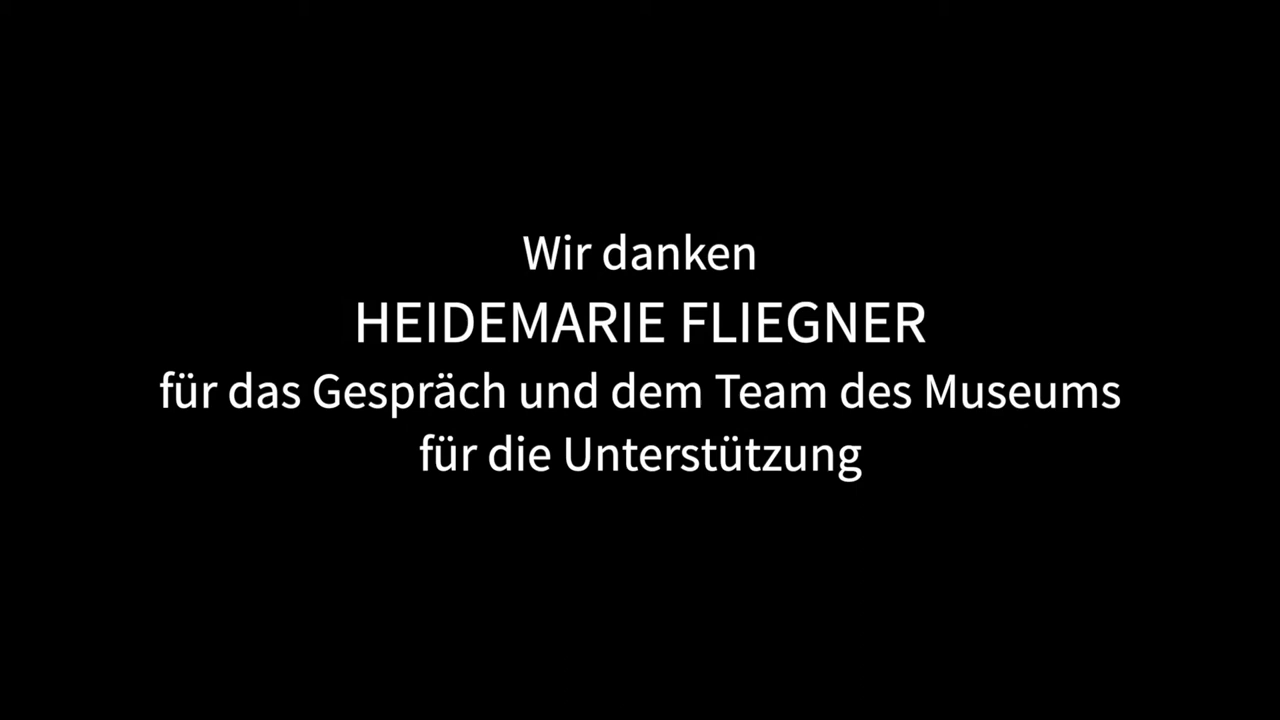 Wir danken
HEIDEMARIE FLIEGNER
für das Gespräch und dem Team des Museums
für die Unterstützung